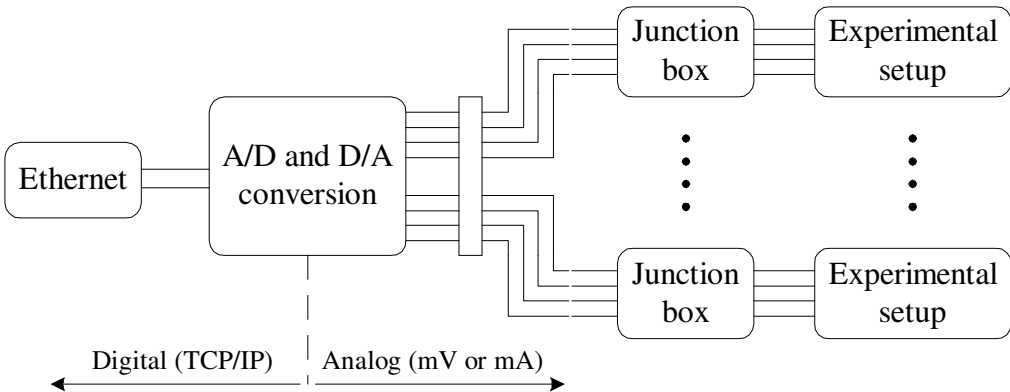 Ethernet
A/D and D/A
conversion
Junction
box
Experimental
setup
Junction
box
Experimental
setup
Digital (TCP/IP)
Analog (mV or mA)